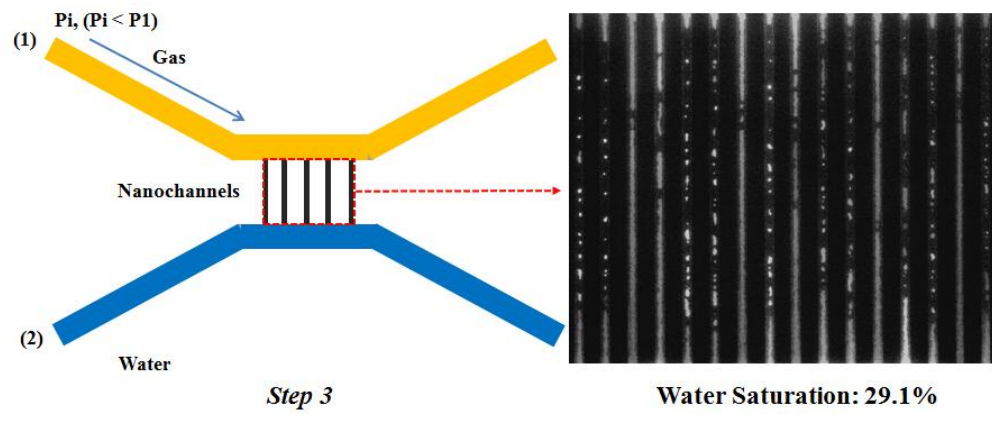 Pi, (Pi < P1)
(1)
Gas
Nanochannels
(2)
Water
Step 3
Water Saturation: 29.1%